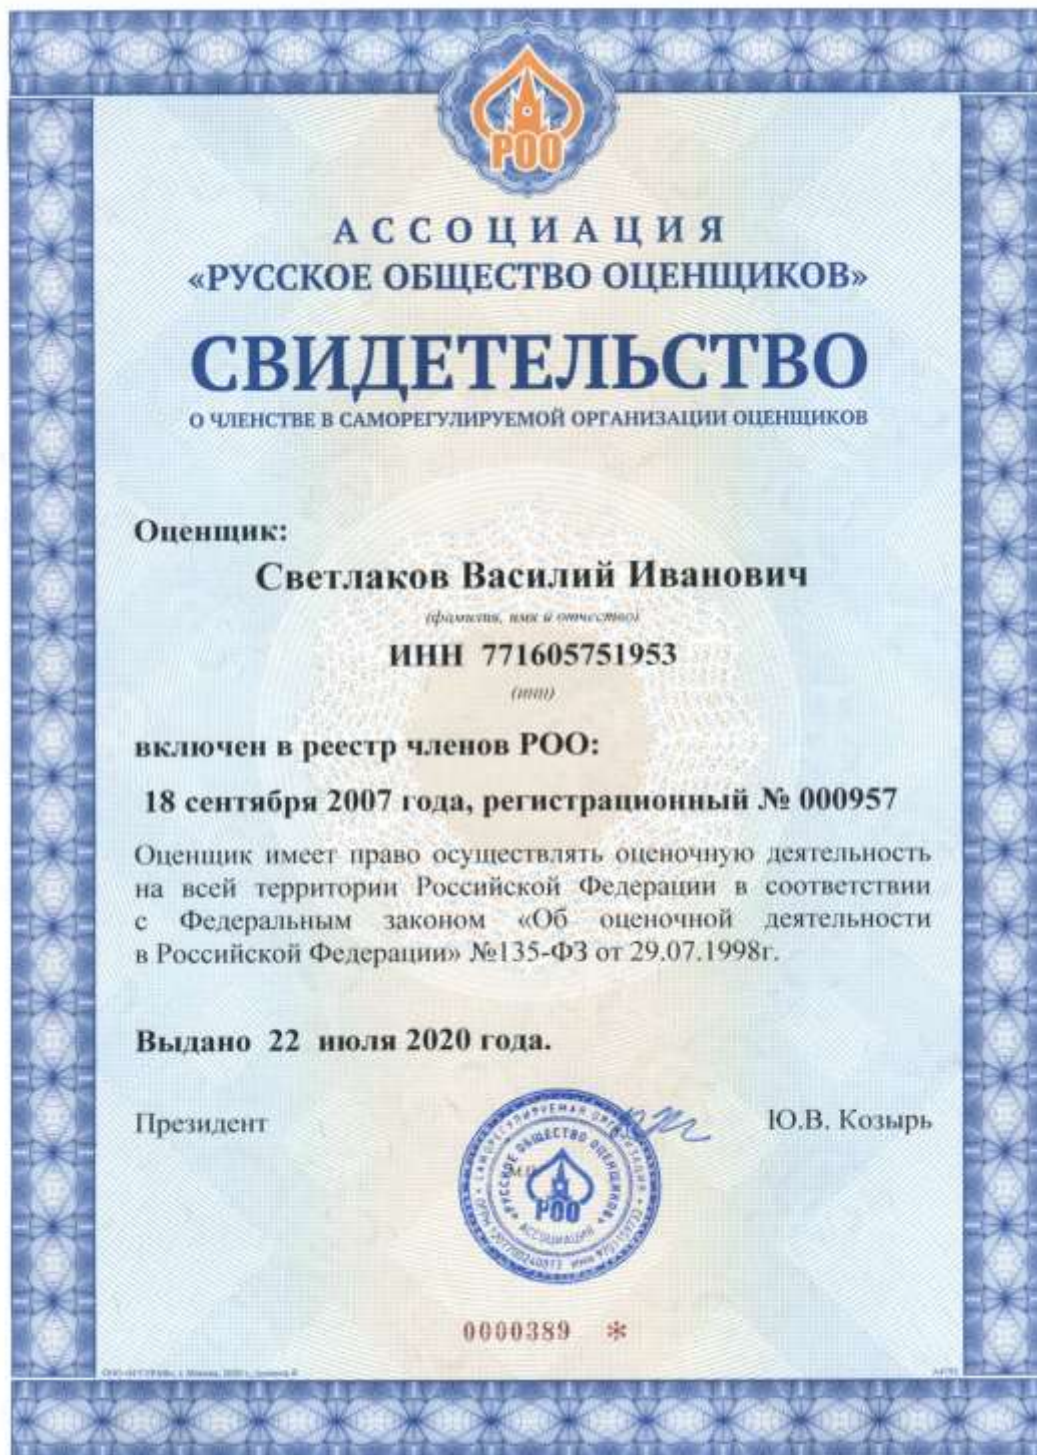 РОО
АССОЦИАЦИЯ
«РУССКОЕ ОБЩЕСТВО ОЦЕНЩИКОВ»
СВИДЕТЕЛЬСТВО
О ЧЛЕНСТВЕ В САМОРЕГУЛИРУЕМОЙ ОРГАНИЗАЦИИ ОЦЕНЩИКОВ
Оценщик:
Светлаков Василий Иванович
(фамилия, имя и отчество)
ИНН 771605751953
(инн)
включен в реестр членов РОО:
18 сентября 2007 года, регистрационный № 000957
Оценщик имеет право осуществлять оценочную деятельность
на всей территории Российской Федерации в соответствии
с Федеральным законом «Об оценочной деятельности
в Российской Федерации» №135-ФЗ от 29.07.1998г.
Выдано 22 июля 2020 года.
Президент
Ю.В. Козырь
САМОРЕГУЛИРУЕМАЯ ОРГАНИЗАЦИЯ
«РУССКОЕ ОБЩЕСТВО ОЦЕНЩИКОВ»
АССОЦИАЦИЯ
РОО
0000389 *